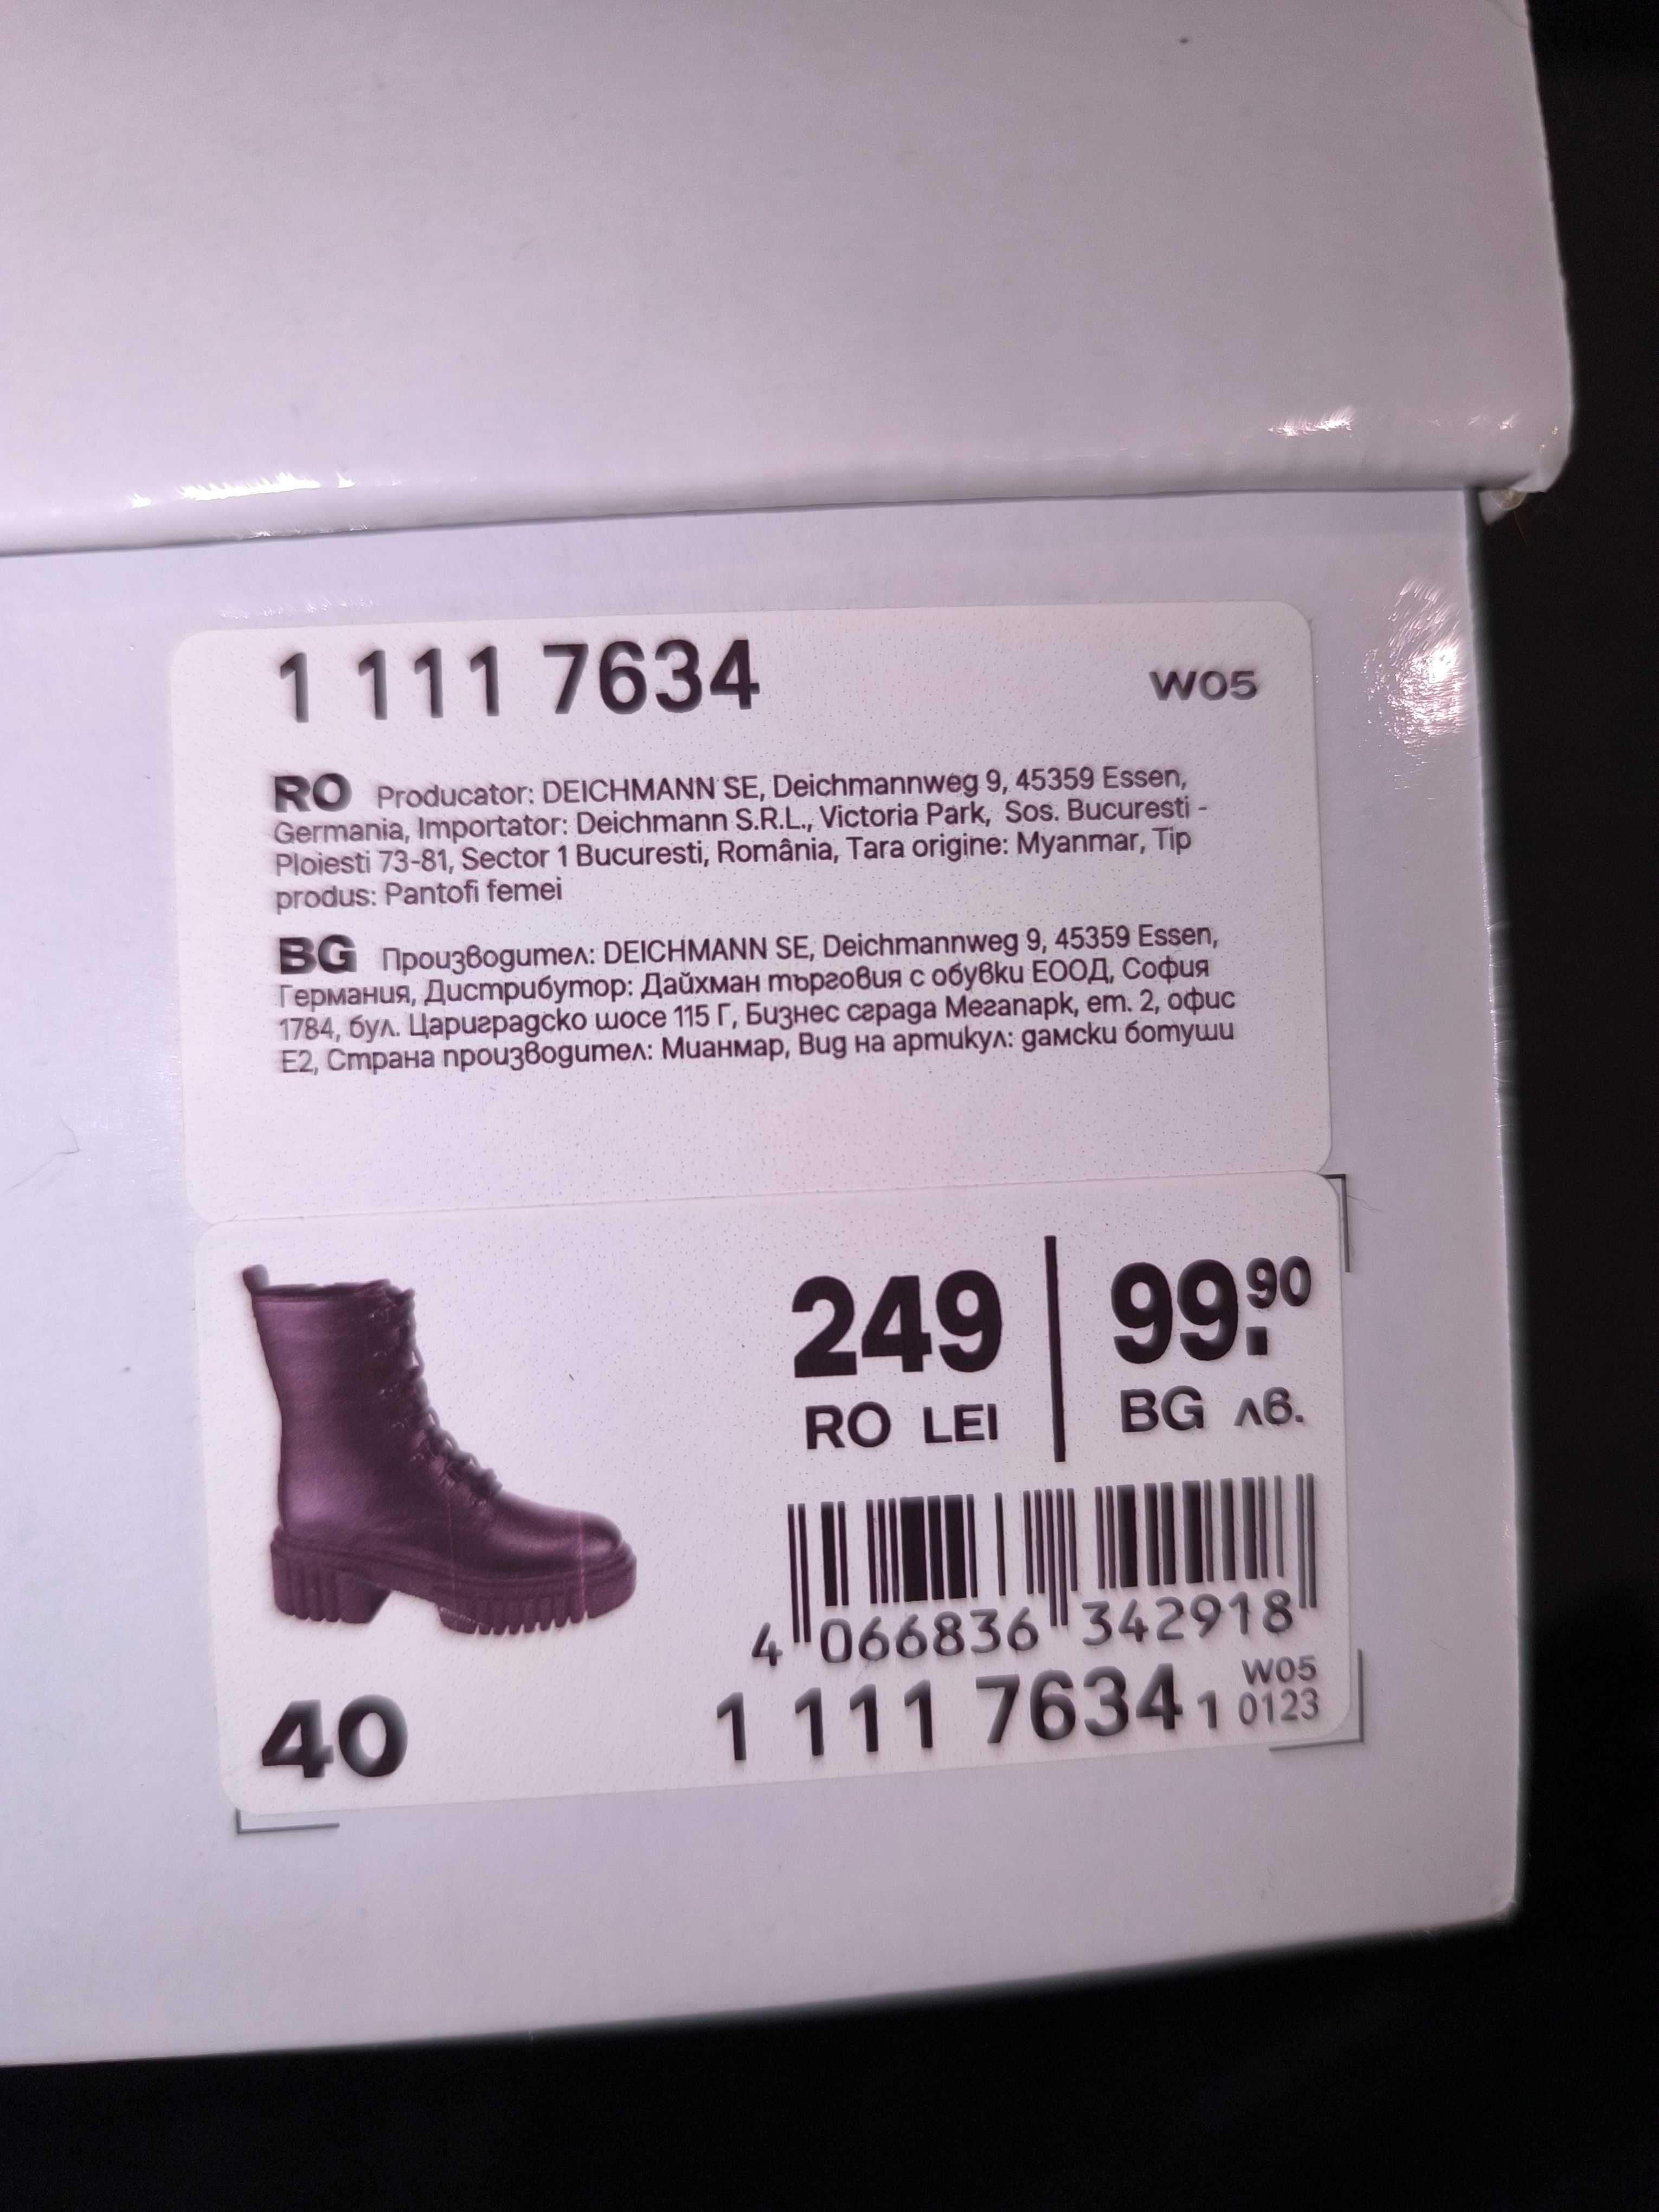 1 111 7634
W05
RO Producator: DEICHMANN SE, Deichmannweg 9, 45359 Essen,
Germania, Importator: Deichmann S.R.L., Victoria Park, Sos. Bucuresti -
Ploiesti 73-81, Sector 1 Bucuresti, România, Tara origine: Myanmar, Tip
produs: Pantofi femei
BG Производител: DEICHMANN SE, Deichmannweg 9, 45359 Essen,
Германия, Дистрибутор: Дайхман търговия с обувки ЕООД, София
1784, бул. Цариградско шосе 115 Г, Бизнес сграда Мегапарк, ет. 2, офис
Е2, Страна производител: Мианмар, Вид на артикул: дамски ботуши
249
RO LEI
99.90
BG лв.
4 066836 342918
40
1 111 7634 1
W05
0123